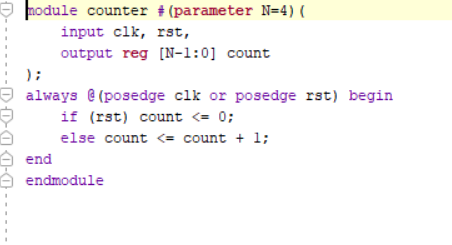 module counter #(parameter N=4)(
    input clk, rst,
    output reg [N-1:0] count
);
always @(posedge clk or posedge rst) begin
    if (rst) count <= 0;
    else count <= count + 1;
end
endmodule